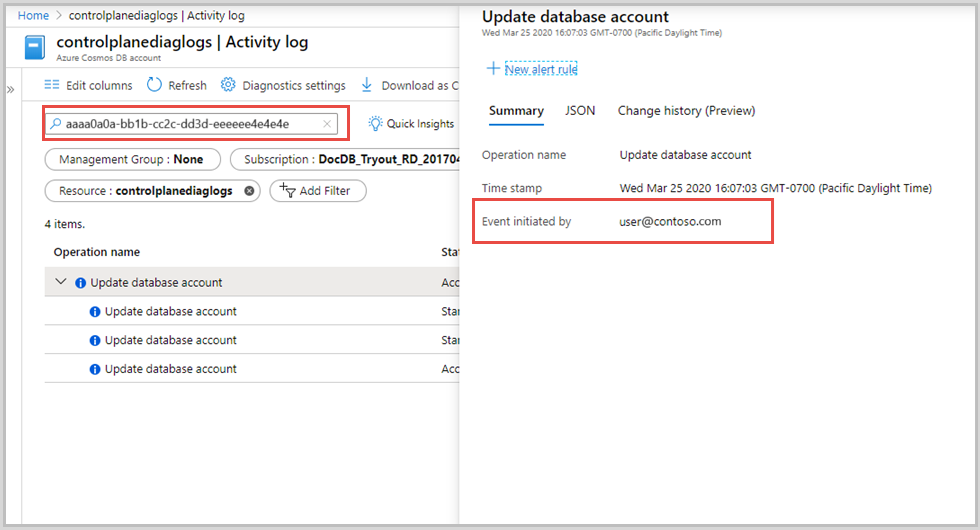 Home > controlplanediaglogs | Activity log
controlplanediaglogs | Activity log
Azure Cosmos DB account
» Edit columns Refresh Diagnostics settings Download as C
aaaa0a0a-bb1b-cc2c-dd3d-eeeeee4e4e4e × Quick Insights
Management Group : None Subscription : DocDB_Tryout_RD_201704
Resource : controlplanediaglogs Add Filter
4 items.
Operation name Sta
Update database account Acc
Update database account Star
Update database account Star
Update database account Acc
Update database account
Wed Mar 25 2020 16:07:03 GMT-0700 (Pacific Daylight Time)
+ New alert rule
Summary JSON Change history (Preview)
Operation name Update database account
Time stamp Wed Mar 25 2020 16:07:03 GMT-0700 (Pacific Daylight Time)
Event initiated by user@contoso.com